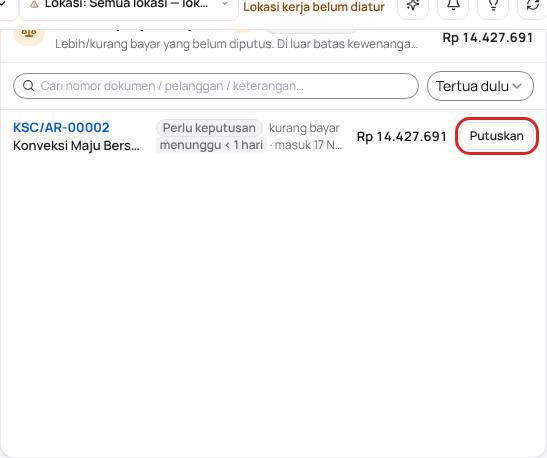 Lokasi: Semua lokasi — lok...
Lokasi kerja belum diatur
Rp 14.427.691
Lebih/kurang bayar yang belum diputus. Di luar batas kewenanga...
Cari nomor dokumen / pelanggan / keterangan...
Tertua dulu
KSC/AR-00002
Perlu keputusan kurang bayar
Konveksi Maju Bers...
menunggu < 1 hari · masuk 17 N...
Rp 14.427.691
Putuskan